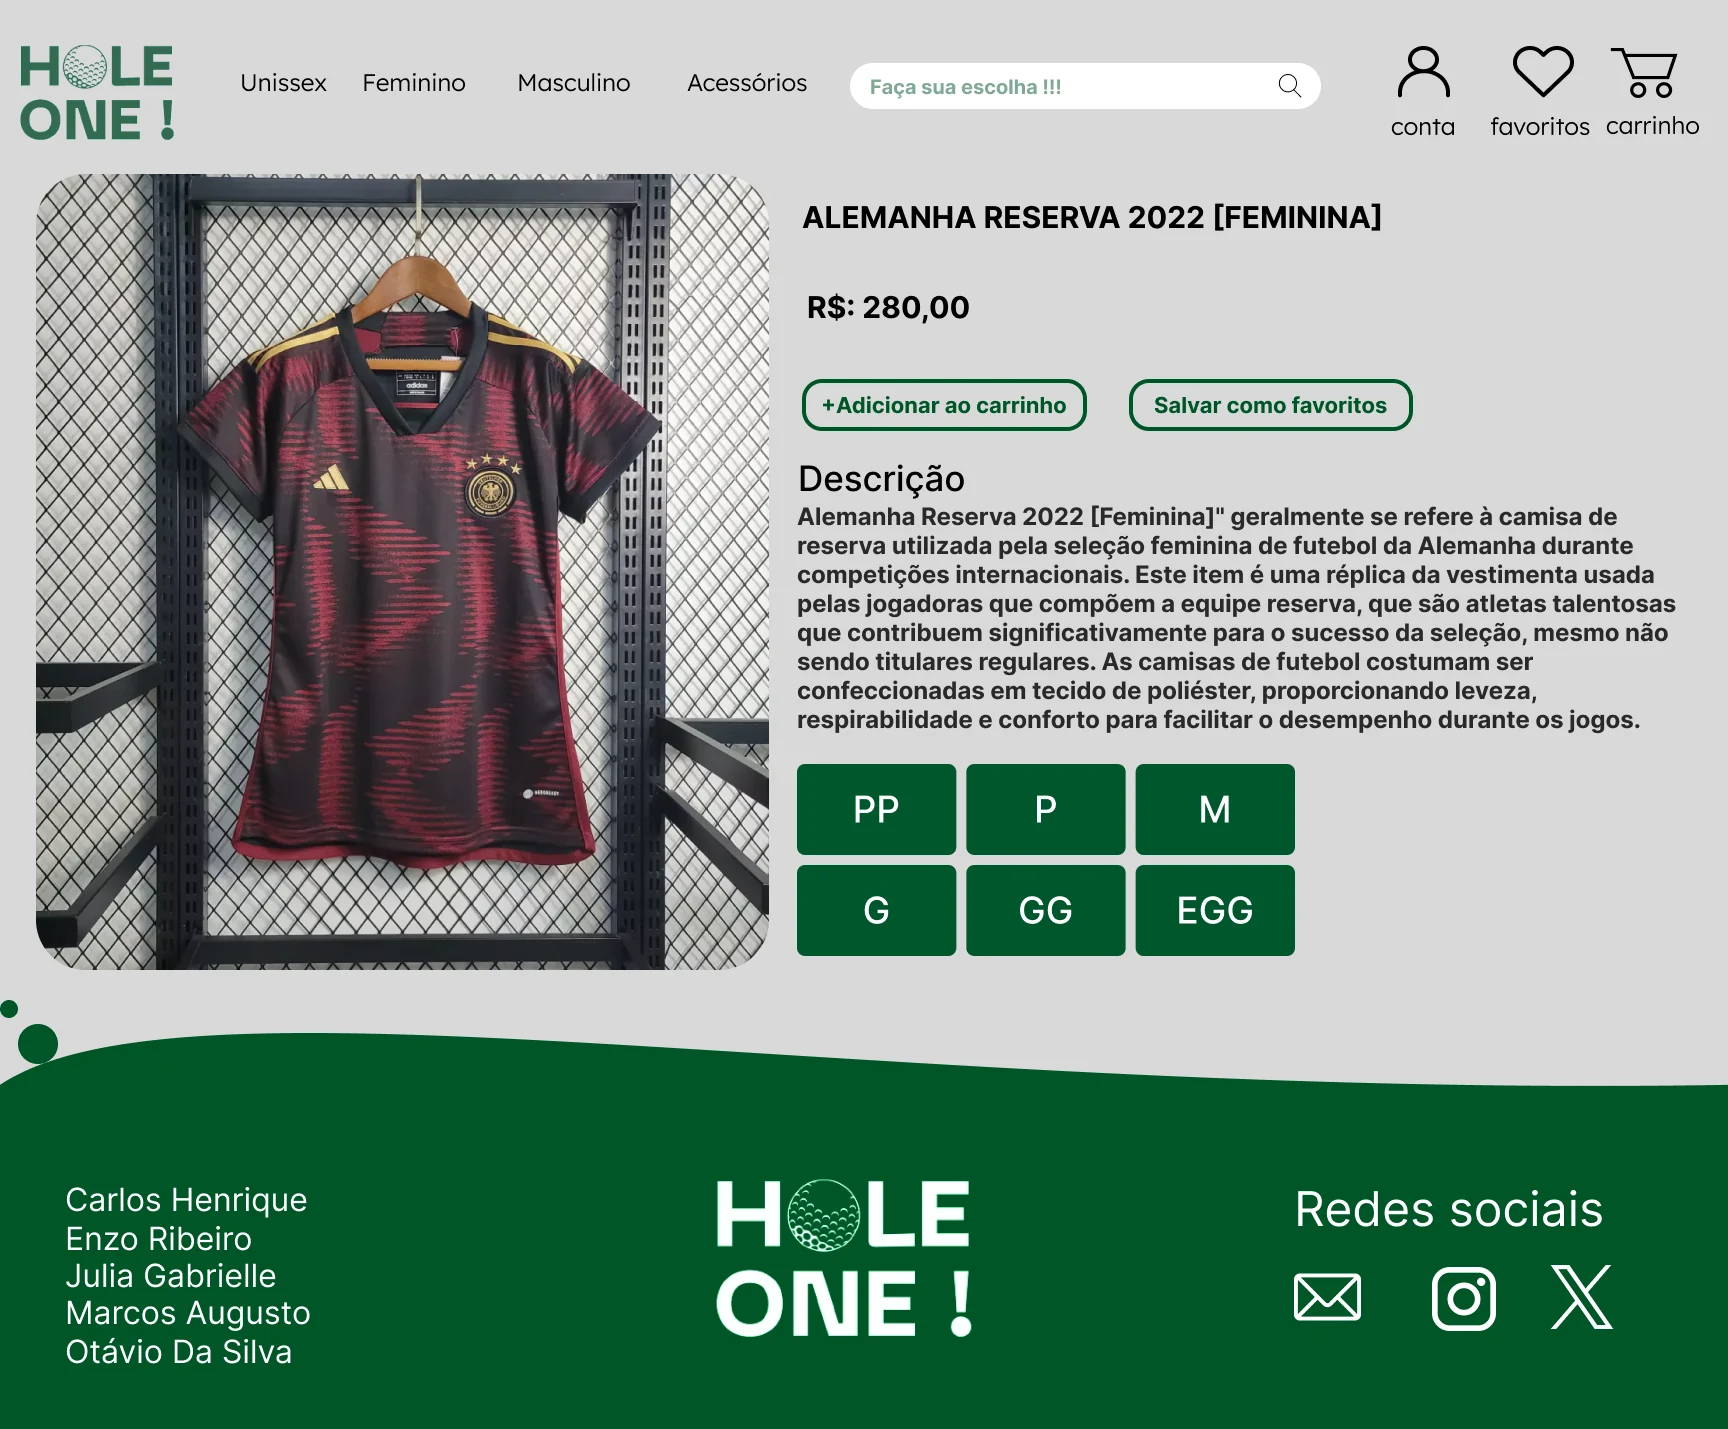 HOLE
ONE !
Unissex Feminino Masculino Acessórios
Faça sua escolha !!!
conta favoritos carrinho
ALEMANHA RESERVA 2022 [FEMININA]
R$: 280,00
adidas
+Adicionar ao carrinho
Salvar como favoritos
Descrição
Alemanha Reserva 2022 [Feminina]" geralmente se refere à camisa de
reserva utilizada pela seleção feminina de futebol da Alemanha durante
competições internacionais. Este item é uma réplica da vestimenta usada
pelas jogadoras que compõem a equipe reserva, que são atletas talentosas
que contribuem significativamente para o sucesso da seleção, mesmo não
sendo titulares regulares. As camisas de futebol costumam ser
confeccionadas em tecido de poliéster, proporcionando leveza,
respirabilidade e conforto para facilitar o desempenho durante os jogos.
PP P M
G GG EGG
Carlos Henrique
Enzo Ribeiro
Julia Gabrielle
Marcos Augusto
Otávio Da Silva
HOLE
ONE !
Redes sociais